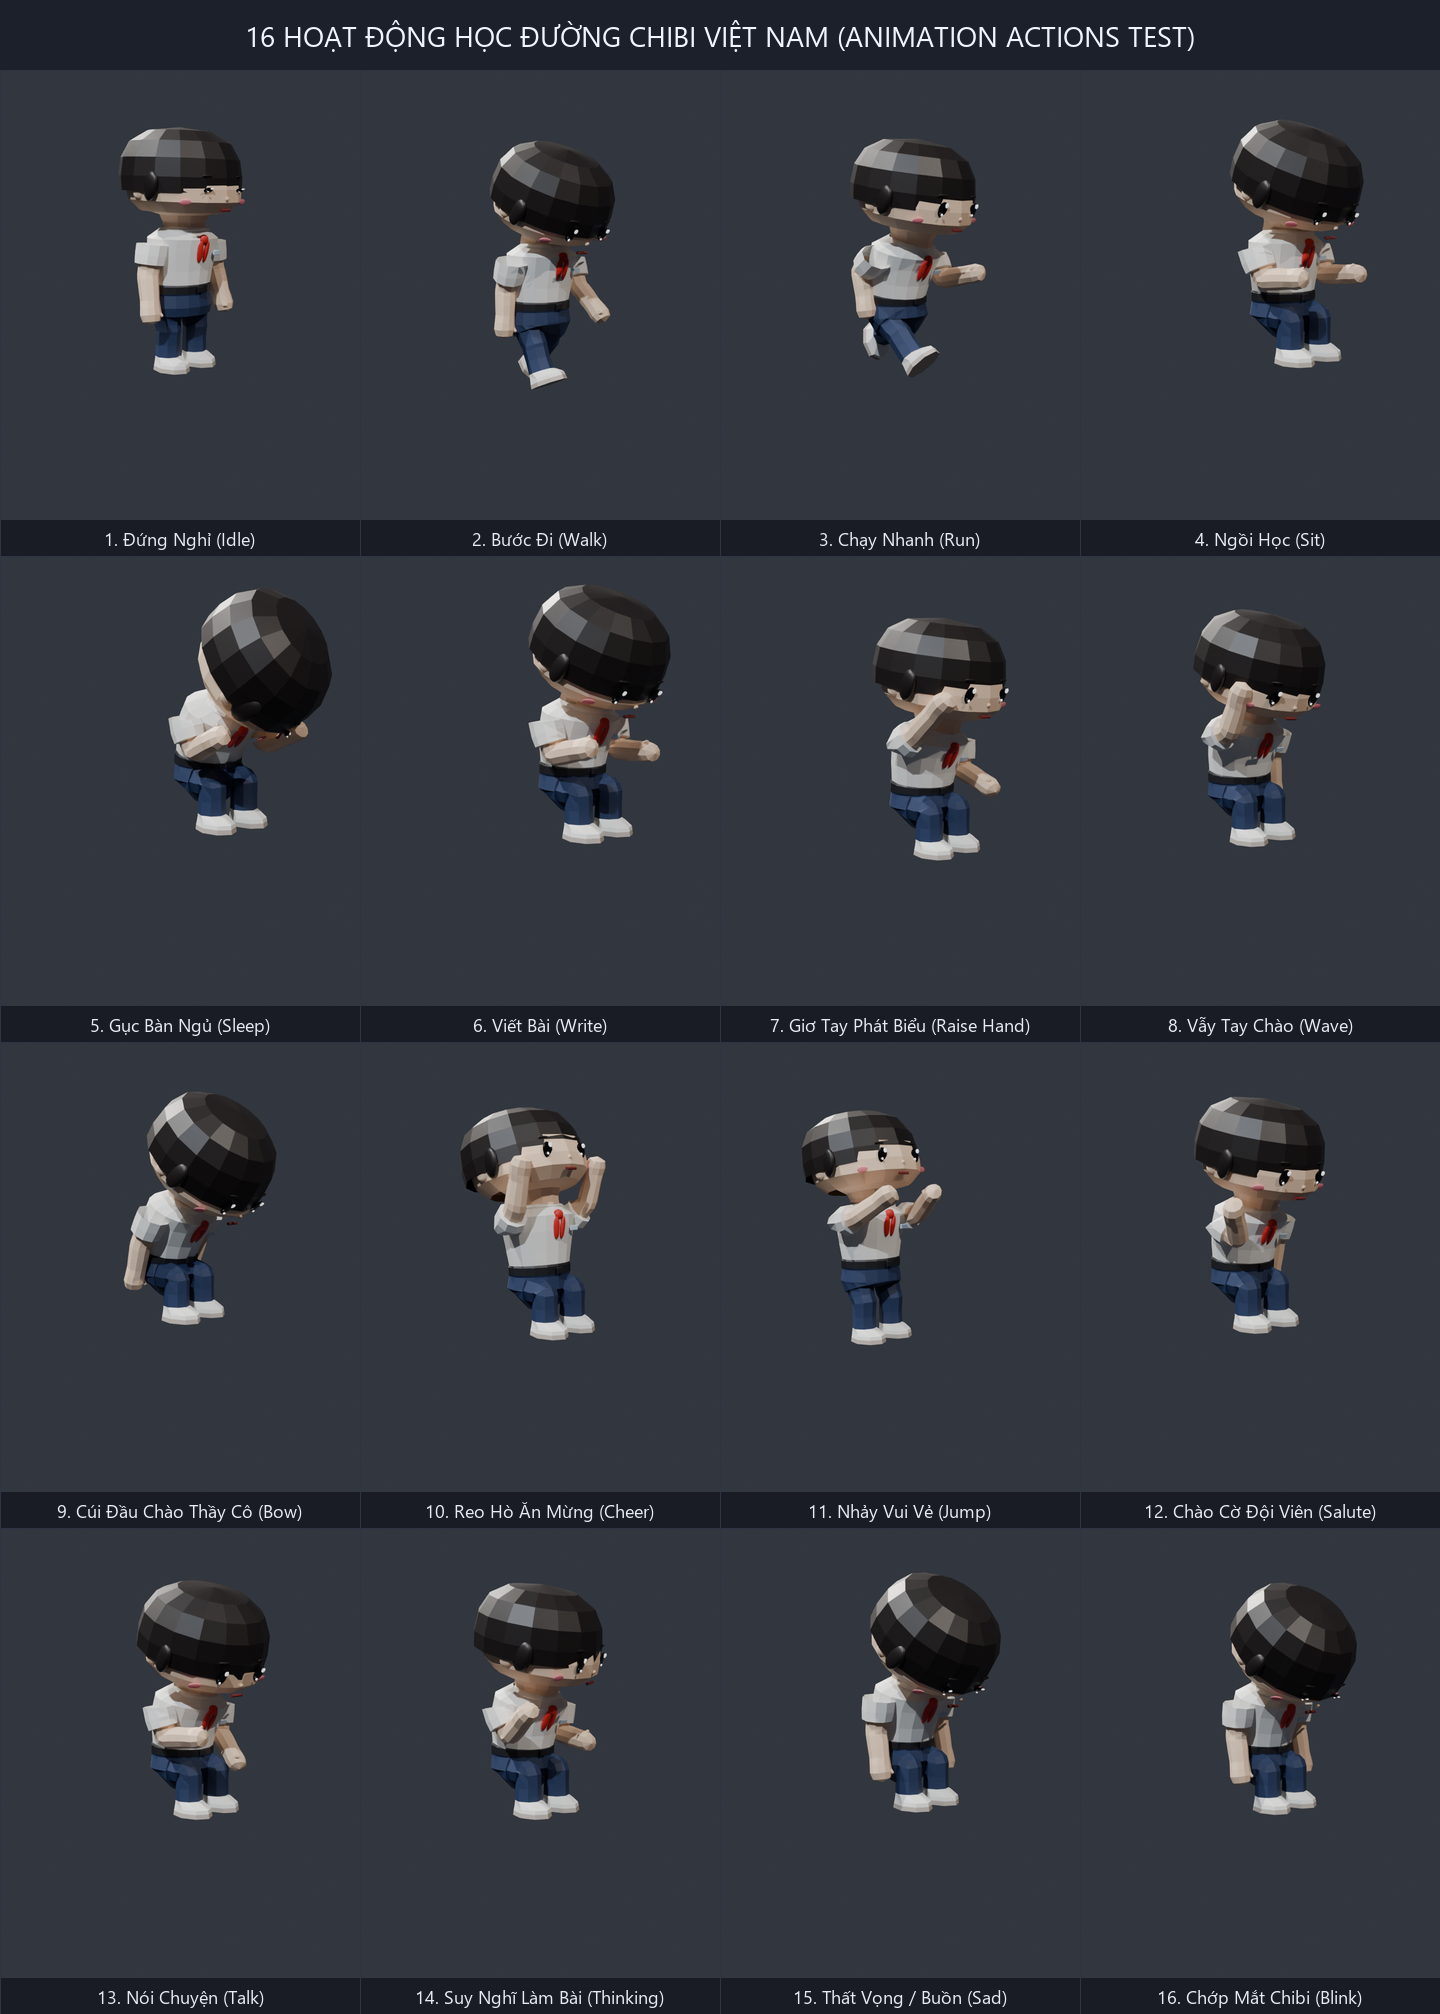 16 HOẠT ĐỘNG HỌC ĐƯỜNG CHIBI VIỆT NAM (ANIMATION ACTIONS TEST)
1. Đứng Nghỉ (Idle)
2. Bước Đi (Walk)
3. Chạy Nhanh (Run)
4. Ngồi Học (Sit)
5. Gục Bàn Ngủ (Sleep)
6. Viết Bài (Write)
7. Giơ Tay Phát Biểu (Raise Hand)
8. Vẫy Tay Chào (Wave)
9. Cúi Đầu Chào Thầy Cô (Bow)
10. Reo Hò Ăn Mừng (Cheer)
11. Nhảy Vui Vẻ (Jump)
12. Chào Cờ Đội Viên (Salute)
13. Nói Chuyện (Talk)
14. Suy Nghĩ Làm Bài (Thinking)
15. Thất Vọng / Buồn (Sad)
16. Chớp Mắt Chibi (Blink)